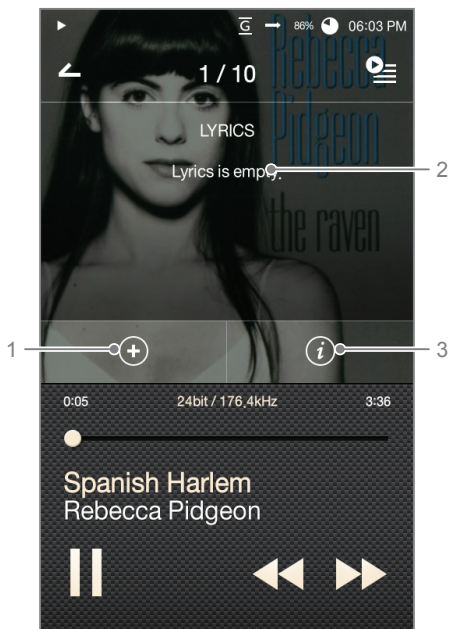 G 86% 06:03 PM
1 / 10
Rebecca
Pidgeon
the raven
LYRICS
Lyrics is empty.
2
1
+
i
3
0:05 24bit / 176.4kHz 3:36
Spanish Harlem
Rebecca Pidgeon